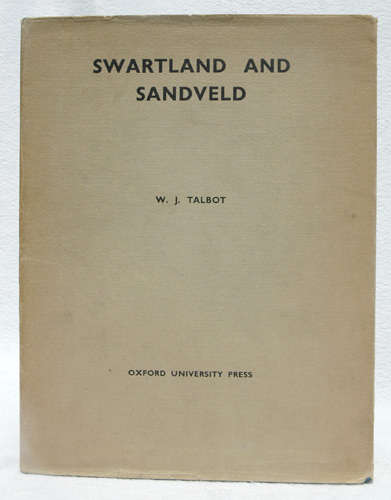 SWARTLAND AND
SANDVELD
W. J. TALBOT
OXFORD UNIVERSITY PRESS